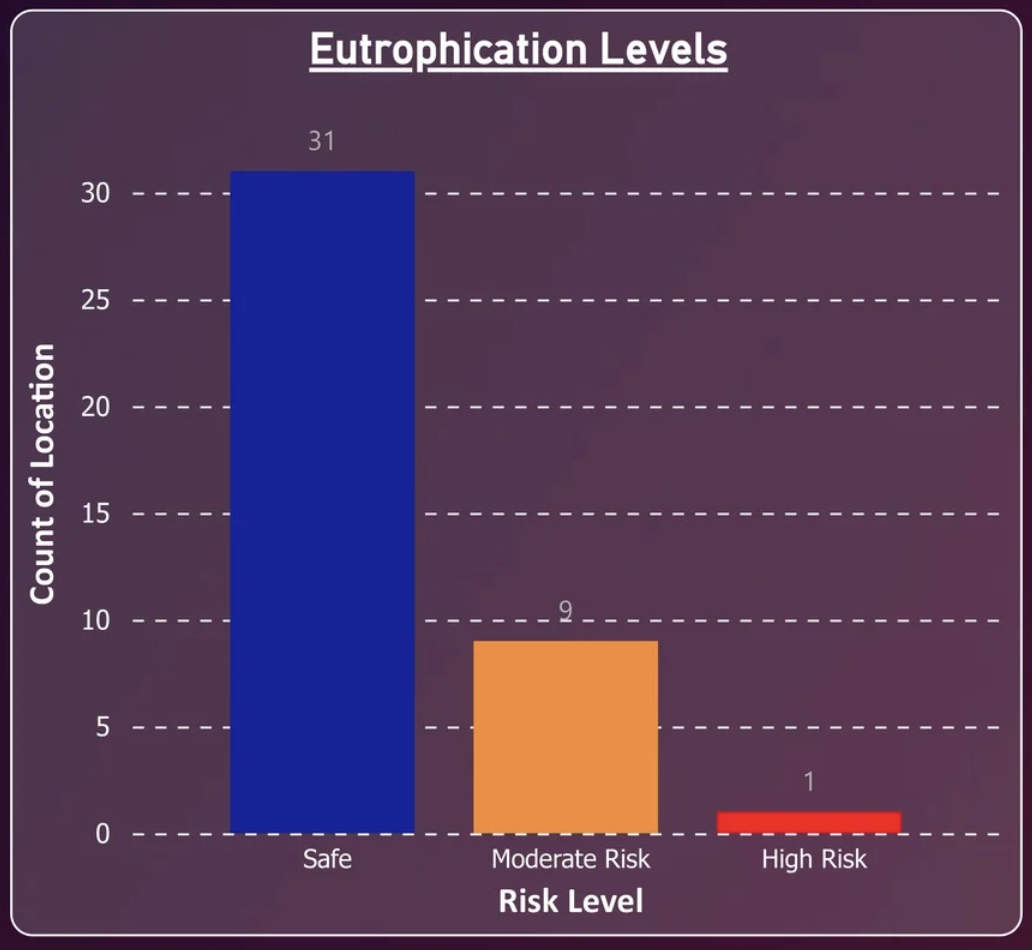 Eutrophication Levels
31
30
25
20
15
10
9
5
1
0
Count of Location
Safe
Moderate Risk
High Risk
Risk Level